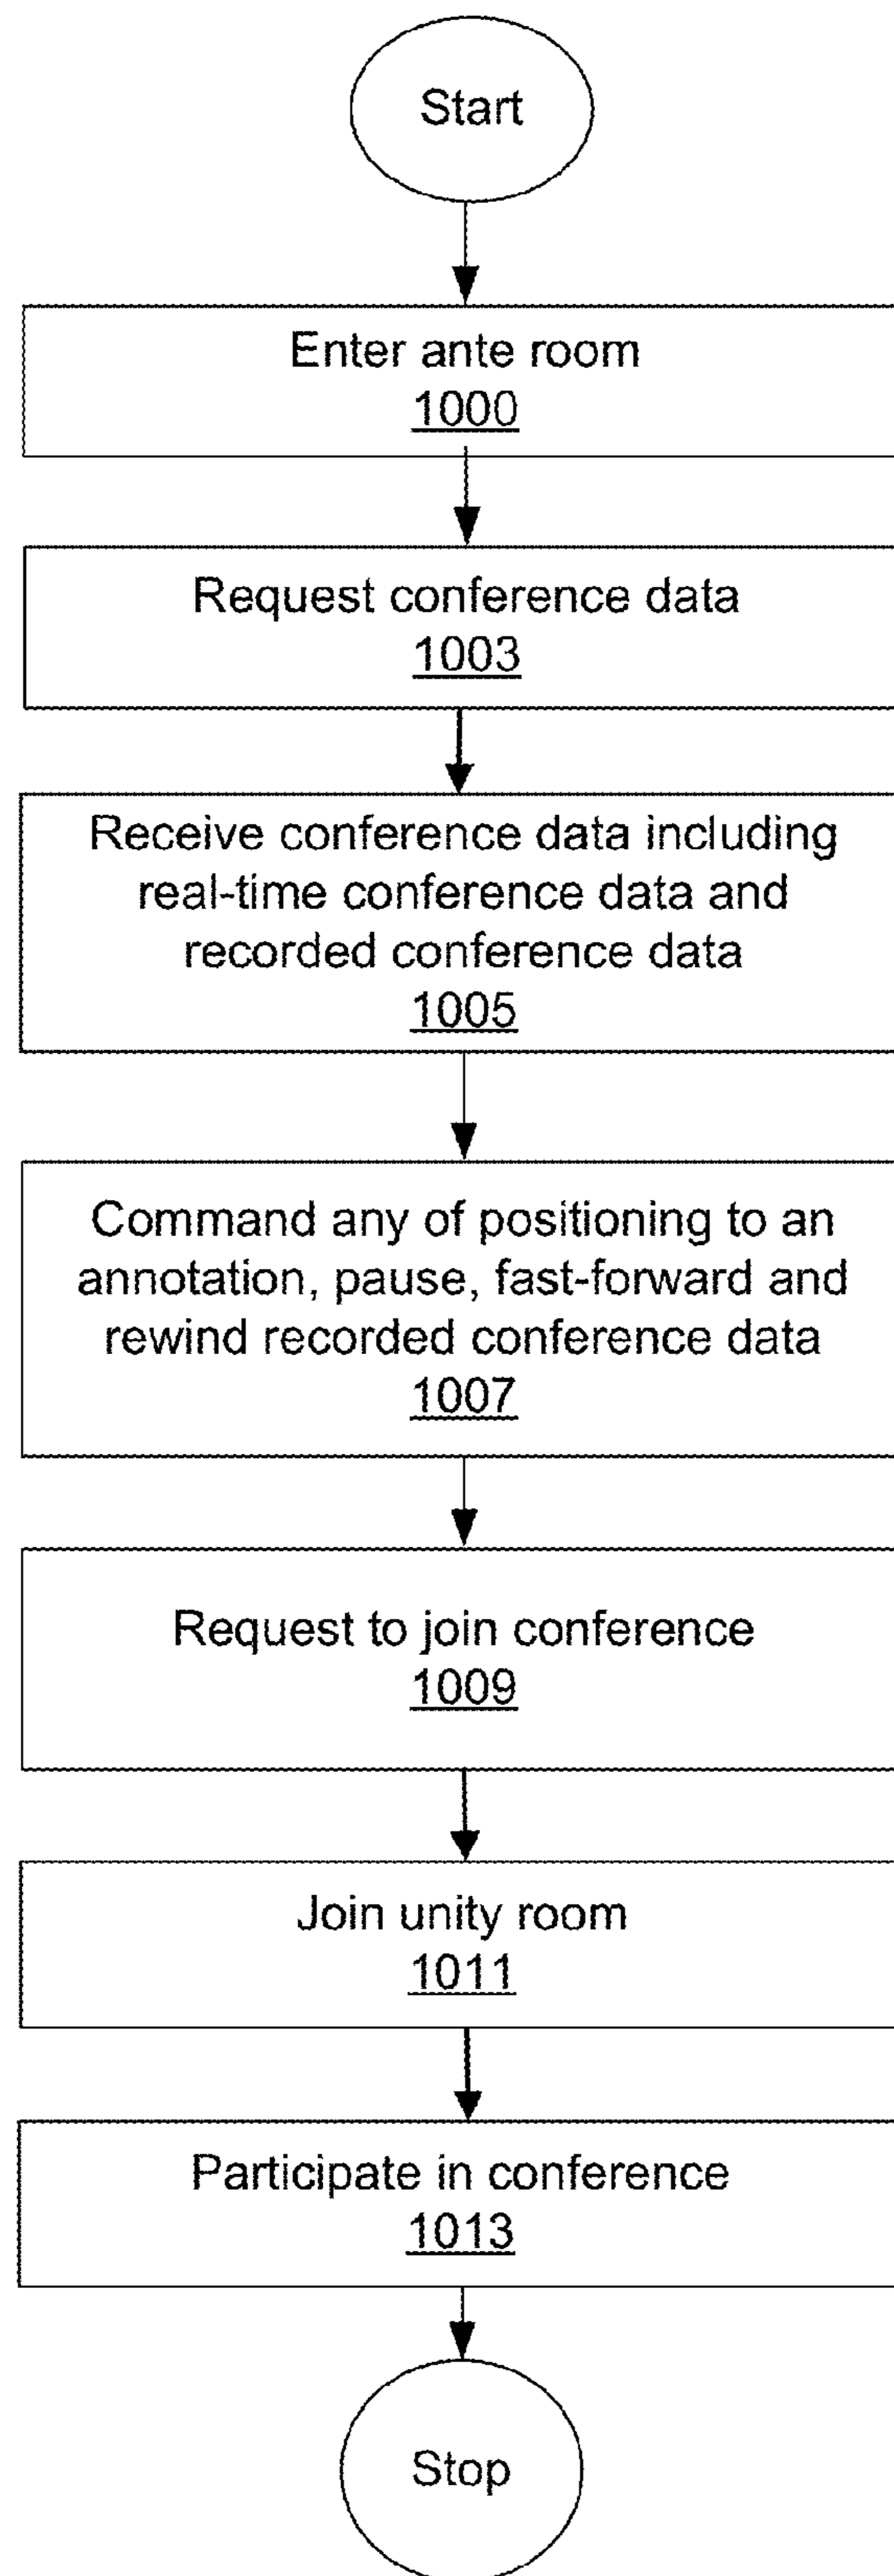 Start
Enter ante room
1000
Request conference data
1003
Receive conference data including
real-time conference data and
recorded conference data
1005
Command any of positioning to an
annotation, pause, fast-forward and
rewind recorded conference data
1007
Request to join conference
1009
Join unity room
1011
Participate in conference
1013
Stop